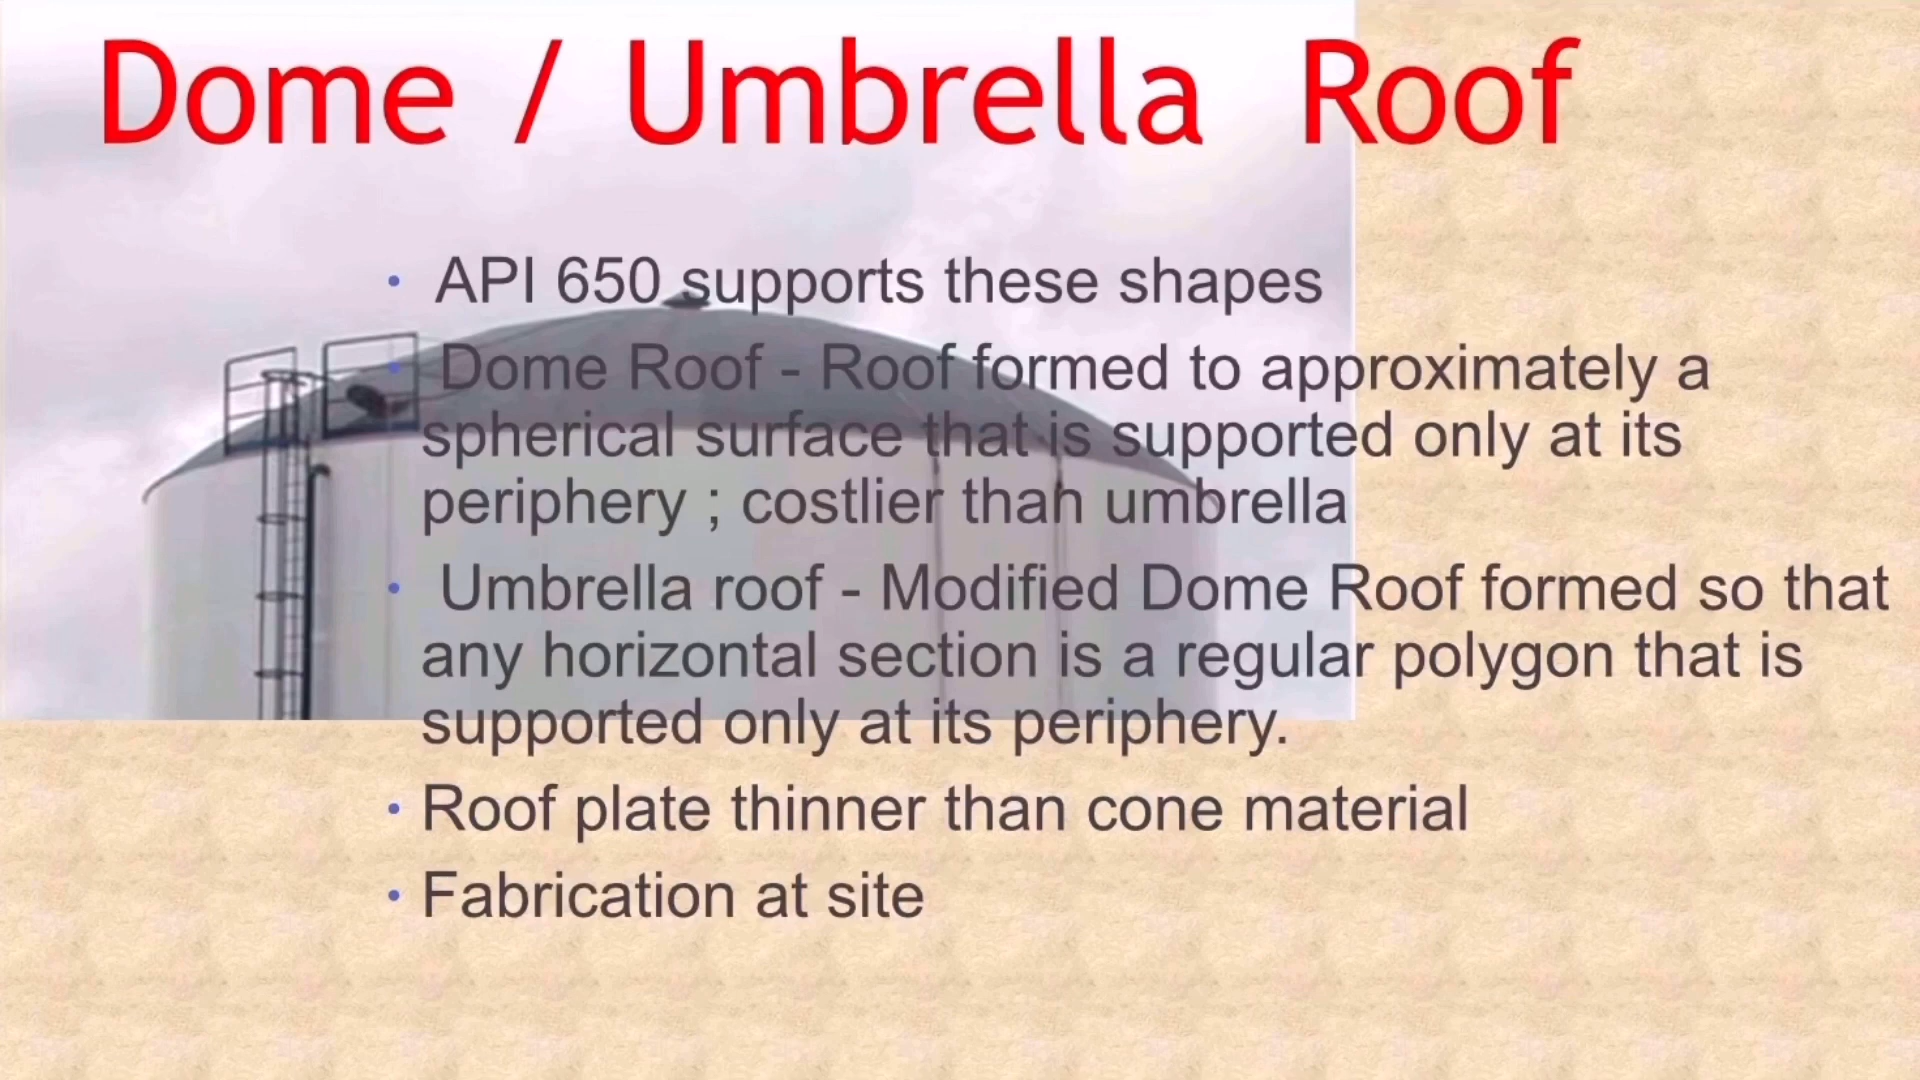 Dome / Umbrella Roof
• API 650 supports these shapes
• Dome Roof - Roof formed to approximately a
spherical surface that is supported only at its
periphery ; costlier than umbrella
• Umbrella roof - Modified Dome Roof formed so that
any horizontal section is a regular polygon that is
supported only at its periphery.
• Roof plate thinner than cone material
• Fabrication at site